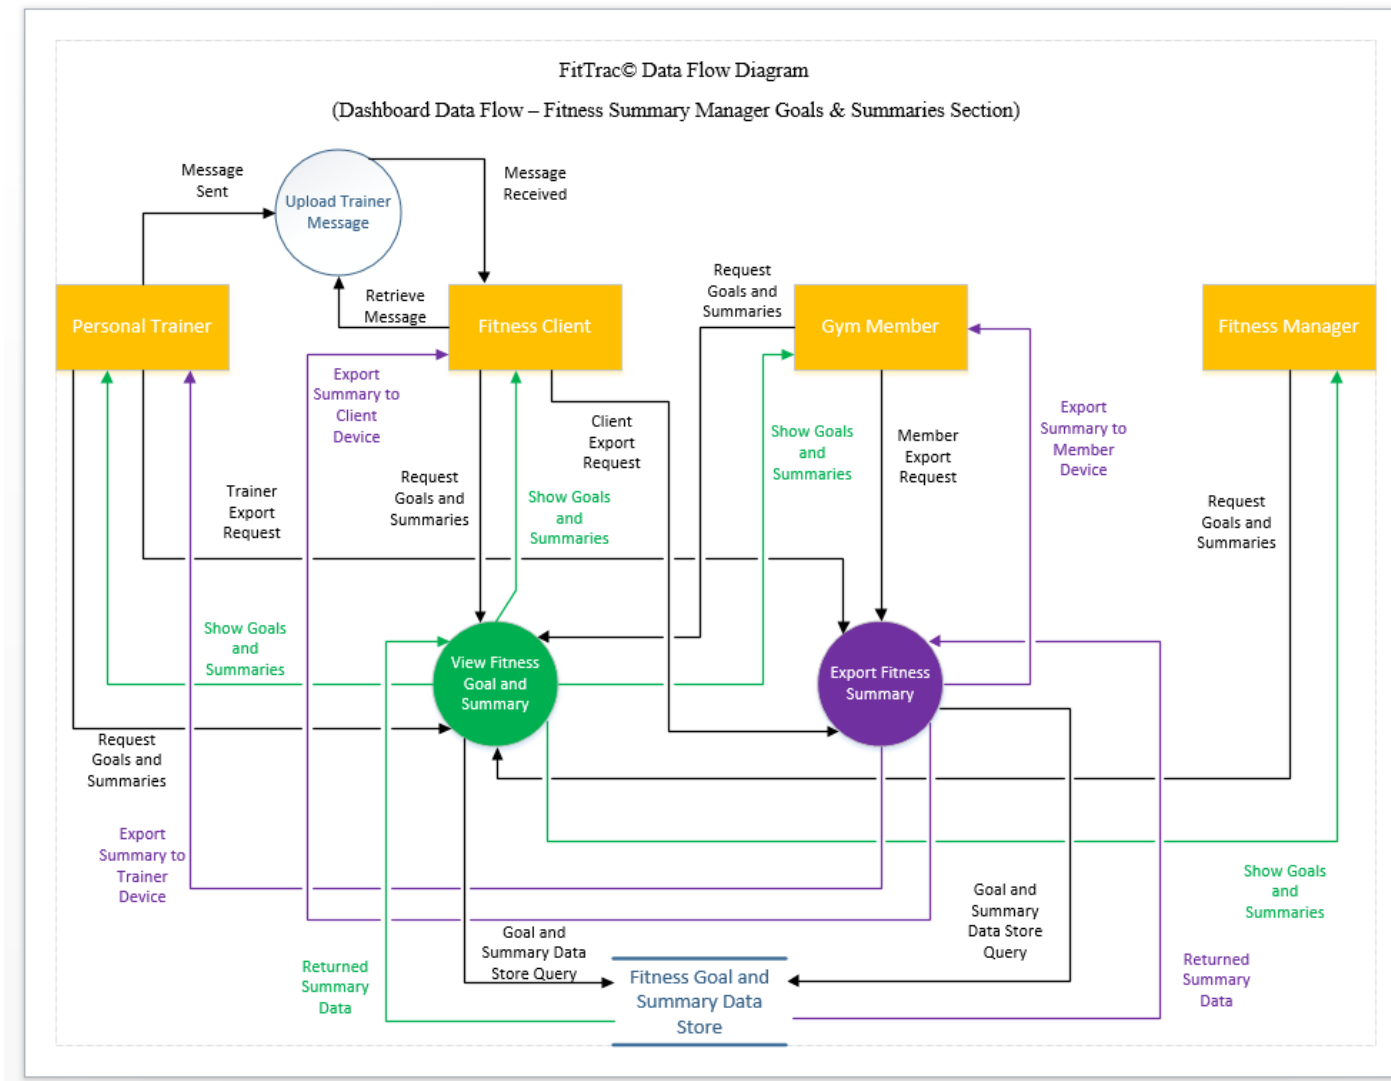 FitTrac© Data Flow Diagram
(Dashboard Data Flow – Fitness Summary Manager Goals & Summaries Section)
Message
Sent
Upload Trainer
Message
Message
Received
Retrieve
Message
Request
Goals and
Summaries
Personal Trainer
Fitness Client
Gym Member
Fitness Manager
Export
Summary to
Client
Device
Client
Export
Request
Show Goals
and
Summaries
Member
Export
Request
Export
Summary to
Member
Device
Trainer
Export
Request
Request
Goals and
Summaries
Show Goals
and
Summaries
Request
Goals and
Summaries
Show Goals
and
Summaries
View Fitness
Goal and
Summary
Export Fitness
Summary
Request
Goals and
Summaries
Export
Summary to
Trainer
Device
Show Goals
and
Summaries
Goal and
Summary Data
Store Query
Goal and
Summary
Data Store
Query
Returned
Summary
Data
Fitness Goal and
Summary Data
Store
Returned
Summary
Data